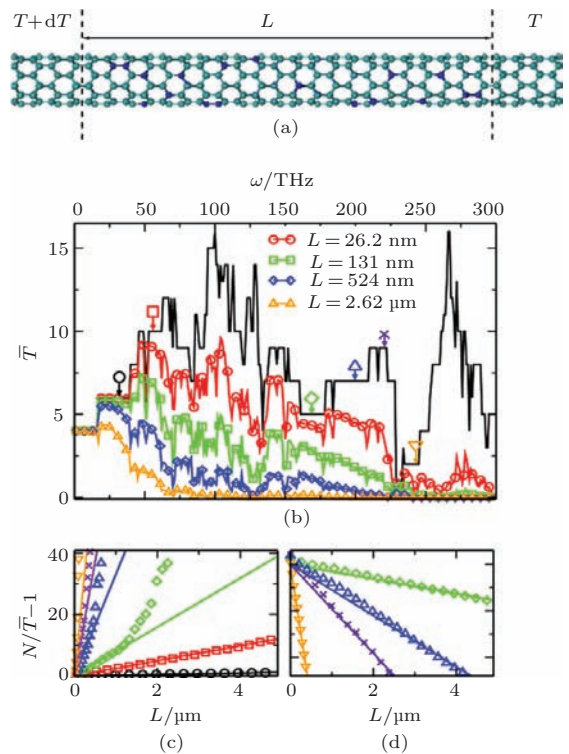 T+dT L T
(a)
ω/THz
0 50 100 150 200 250 300
15
L=26.2 nm
L=131 nm
L=524 nm
L=2.62 µm
10
T̅
5
0
(b)
40
20
N/T̅−1
0
0 2 4 0 2 4
L/µm L/µm
(c) (d)